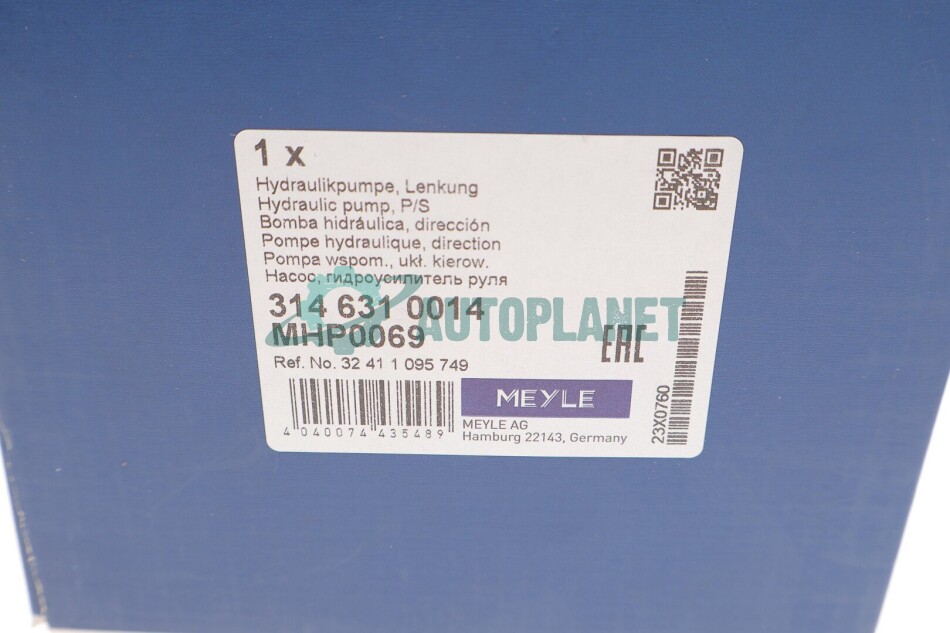 1 x
Hydraulikpumpe, Lenkung
Hydraulic pump, P/S
Bomba hidráulica, dirección
Pompe hydraulique, direction
Pompa wspom., ukł. kierow.
Насос, гидроусилитель руля
314 631 0014
MHP0069
AUTOPLANET
EAC
Ref. No. 32 41 1 095 749
MEYLE
MEYLE AG
Hamburg 22143, Germany
4 040074 435489
23X0760